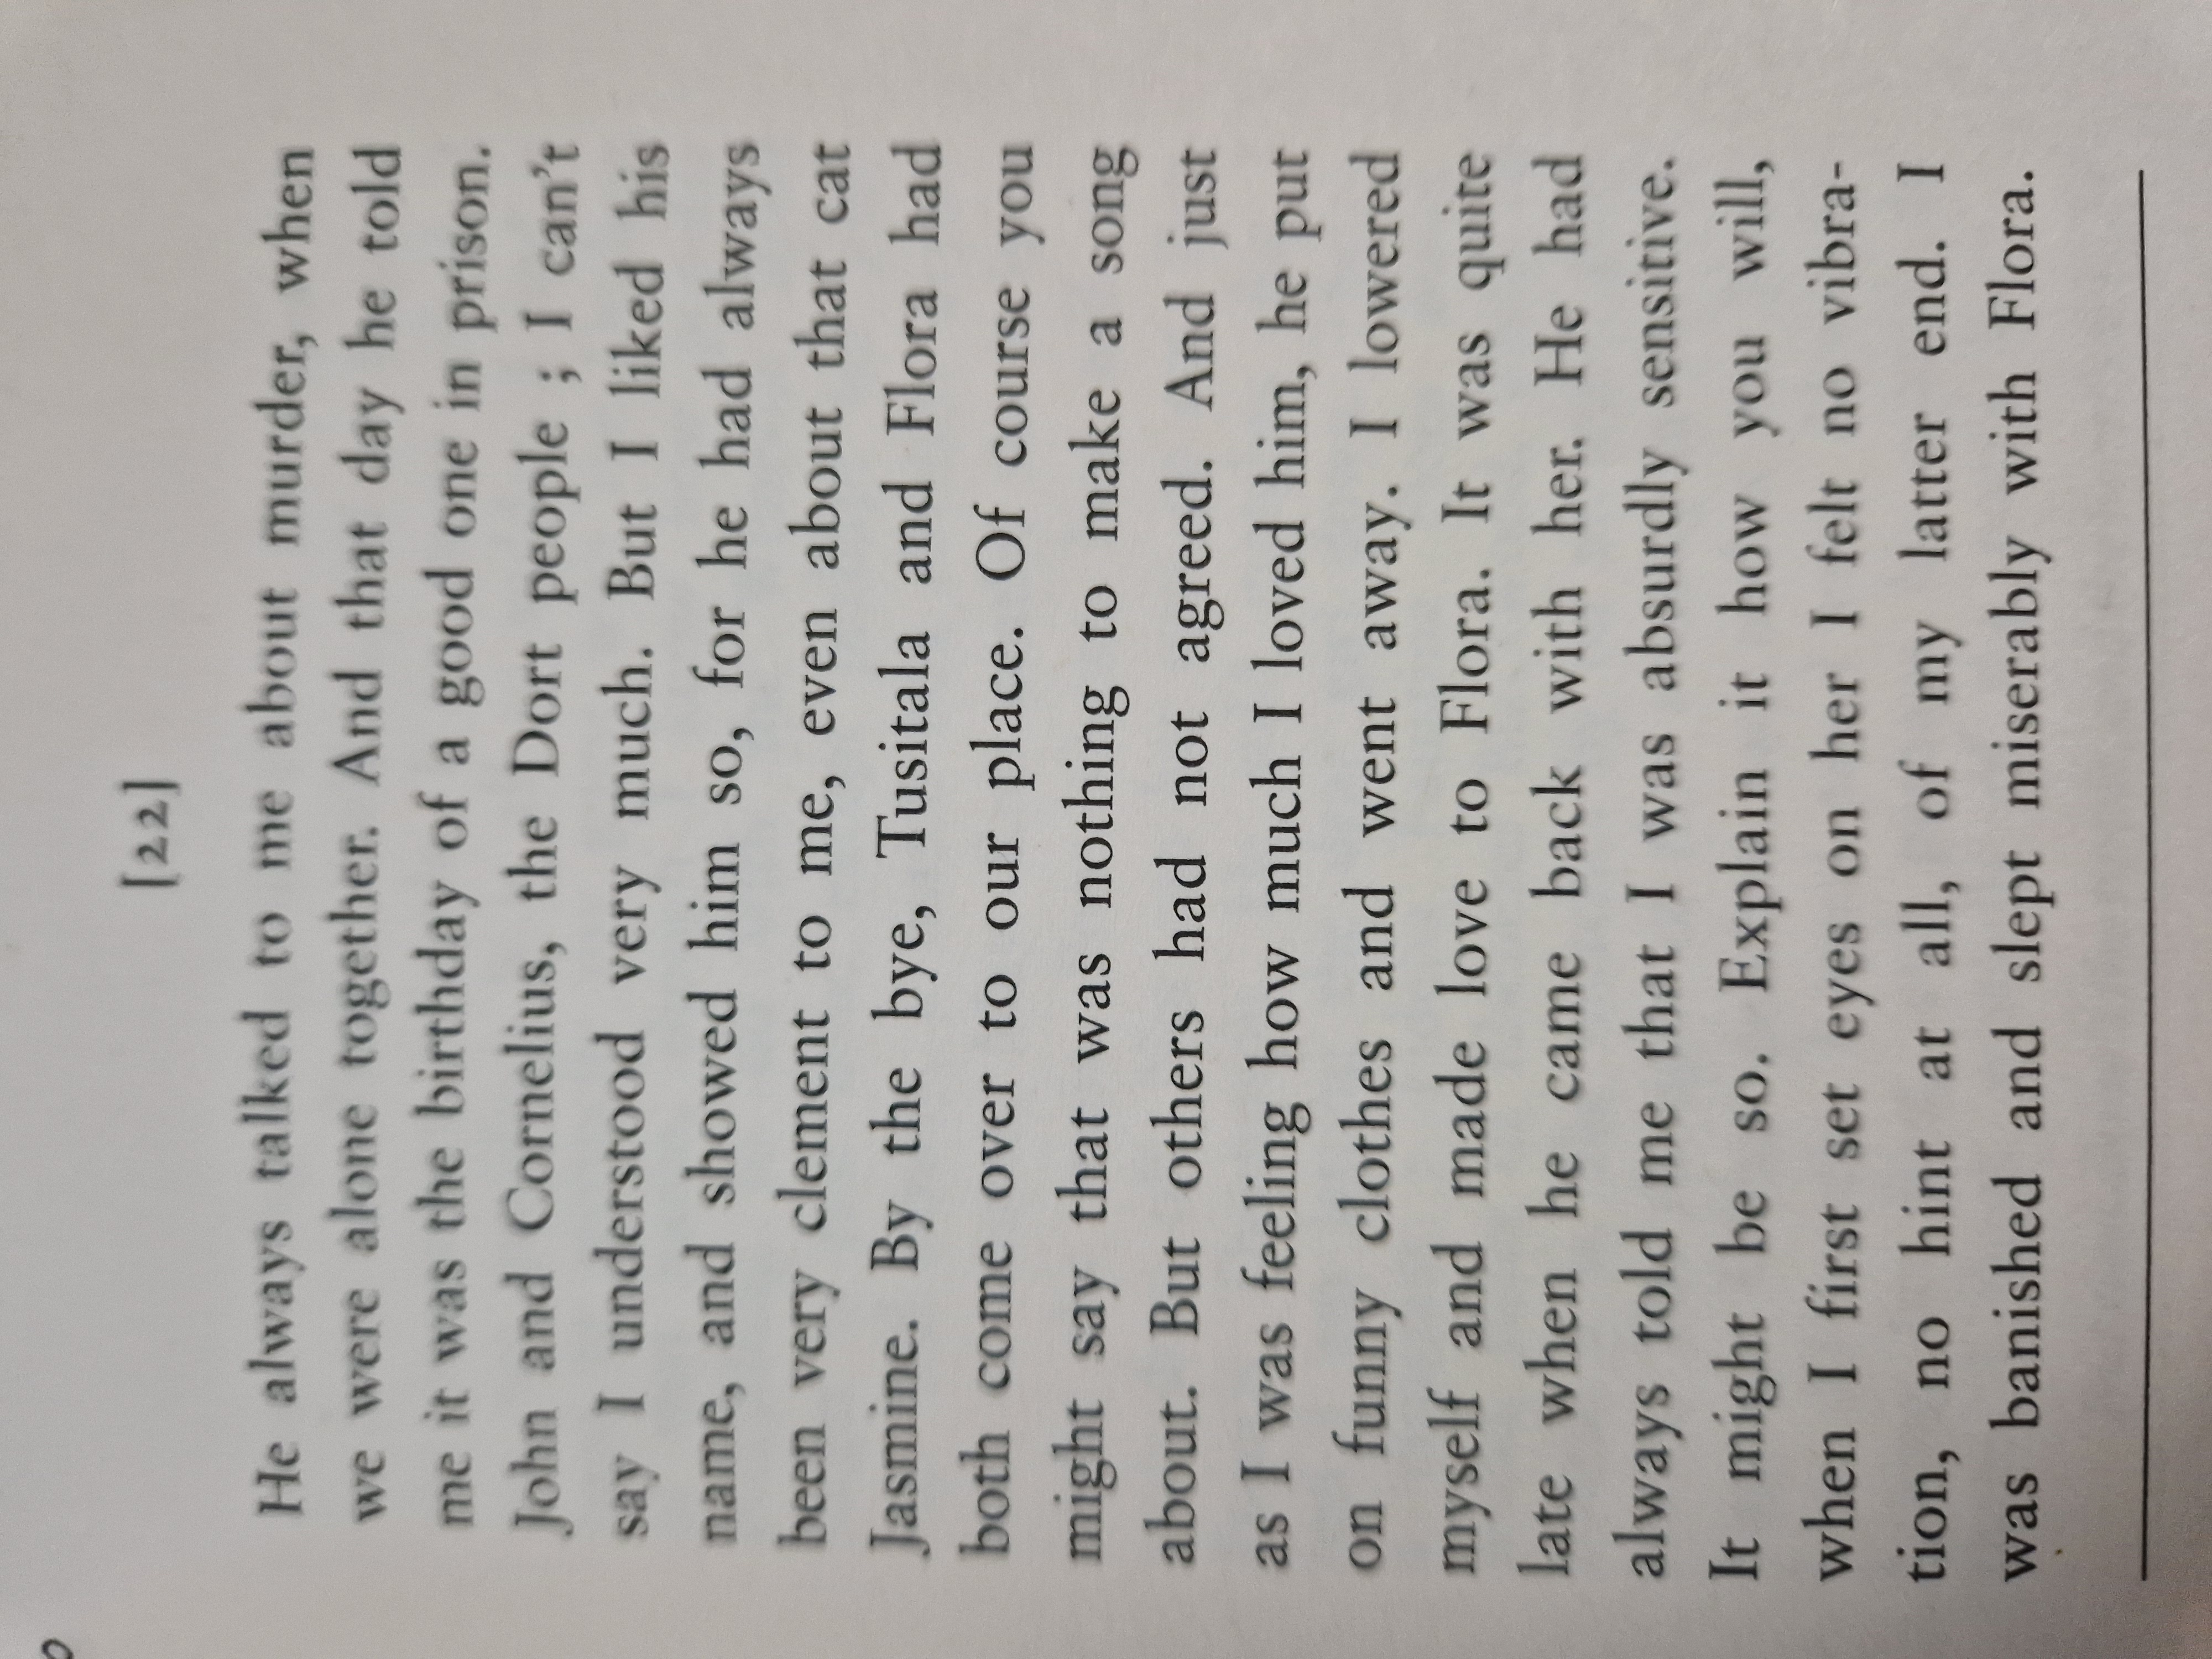 [22]
He always talked to me about murder, when
we were alone together. And that day he told
me it was the birthday of a good one in prison.
John and Cornelius, the Dort people ; I can't
say I understood very much. But I liked his
name, and showed him so, for he had always
been very clement to me, even about that cat
Jasmine. By the bye, Tusitala and Flora had
both come over to our place. Of course you
might say that was nothing to make a song
about. But others had not agreed. And just
as I was feeling how much I loved him, he put
on funny clothes and went away. I lowered
myself and made love to Flora. It was quite
late when he came back with her. He had
always told me that I was absurdly sensitive.
It might be so. Explain it how you will,
when I first set eyes on her I felt no vibra-
tion, no hint at all, of my latter end. I
was banished and slept miserably with Flora.